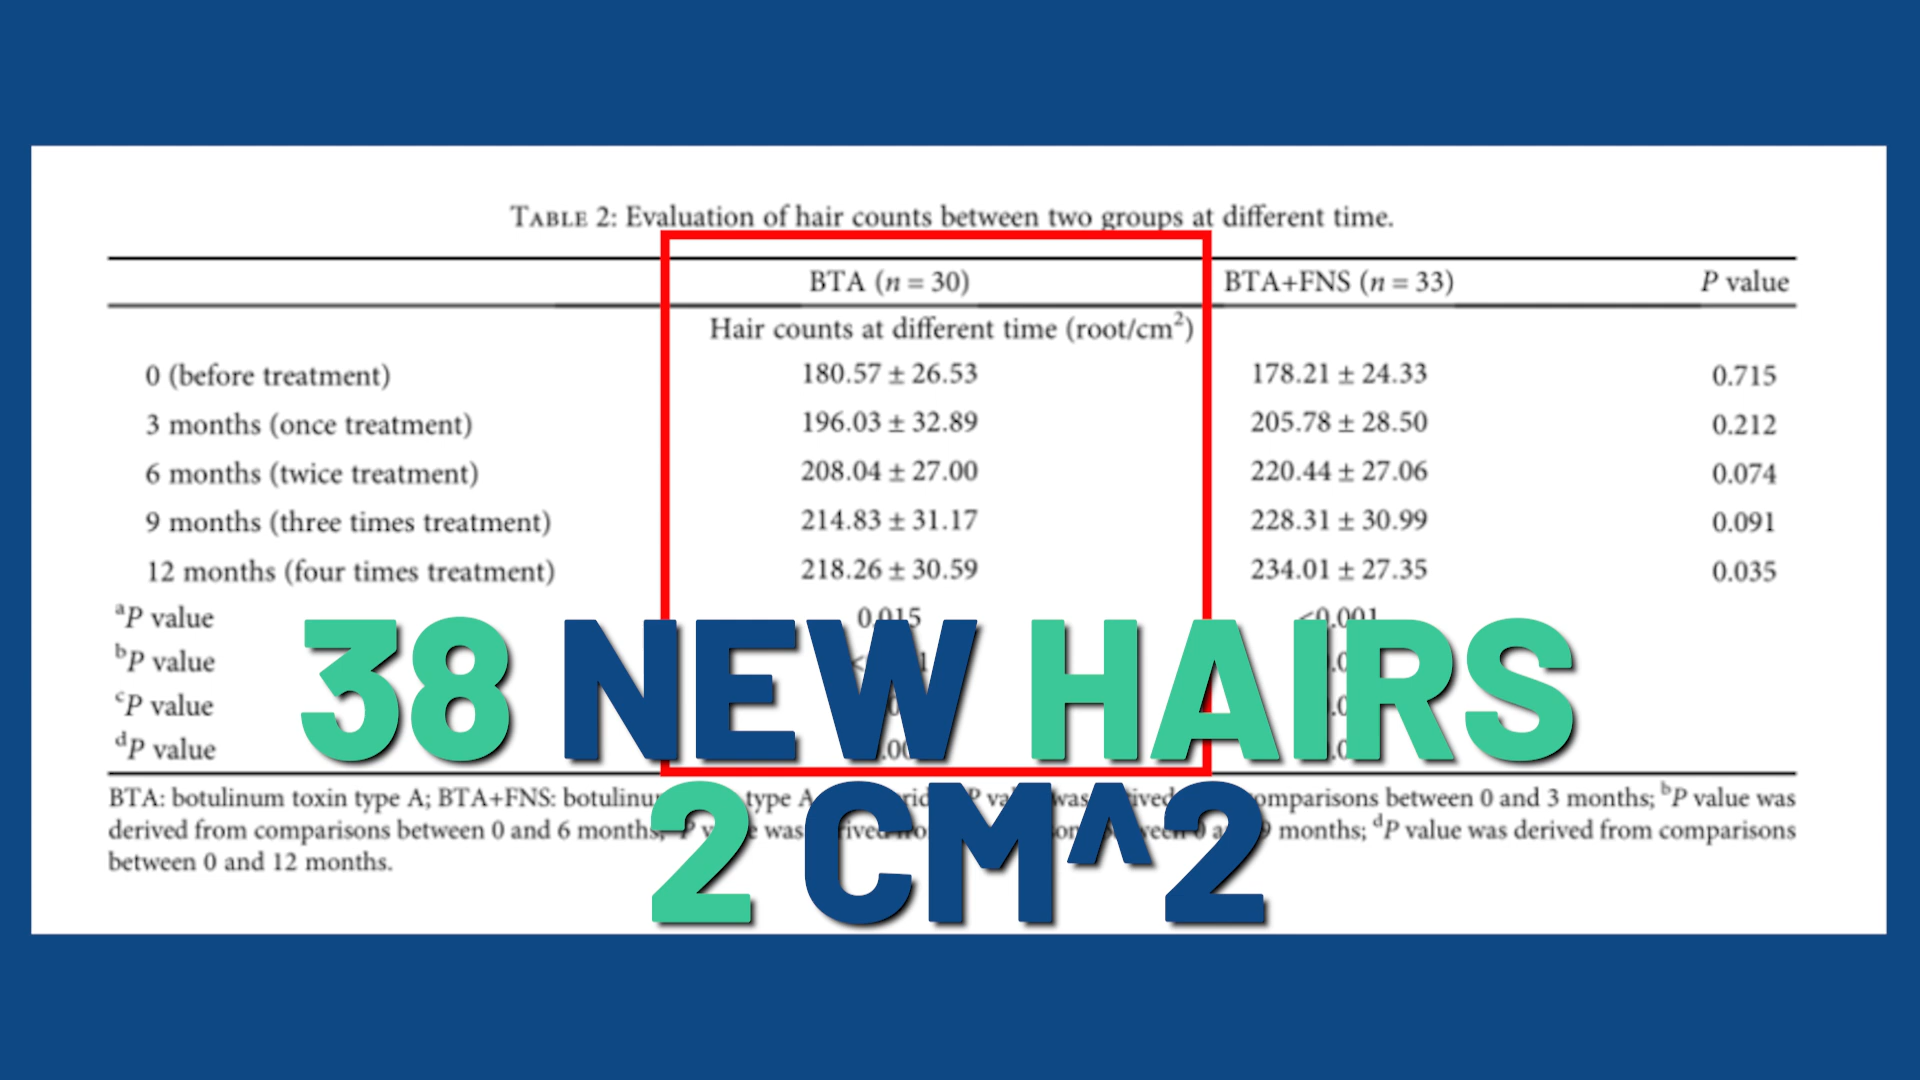 TABLE 2: Evaluation of hair counts between two groups at different time.
BTA (n = 30) BTA+FNS (n = 33) P value
Hair counts at different time (root/cm²)
0 (before treatment) 180.57 ± 26.53 178.21 ± 24.33 0.715
3 months (once treatment) 196.03 ± 32.89 205.78 ± 28.50 0.212
6 months (twice treatment) 208.04 ± 27.00 220.44 ± 27.06 0.074
9 months (three times treatment) 214.83 ± 31.17 228.31 ± 30.99 0.091
12 months (four times treatment) 218.26 ± 30.59 234.01 ± 27.35 0.035
ᵃP value 0.015 <0.001
ᵇP value
ᶜP value
ᵈP value
38 NEW HAIRS
2 CM^2
BTA: botulinum toxin type A; BTA+FNS: type comparisons between 0 and 3 months; ᵇP value was
derived from comparisons between 0 and 6 months; was 9 months; ᵈP value was derived from comparisons
between 0 and 12 months.